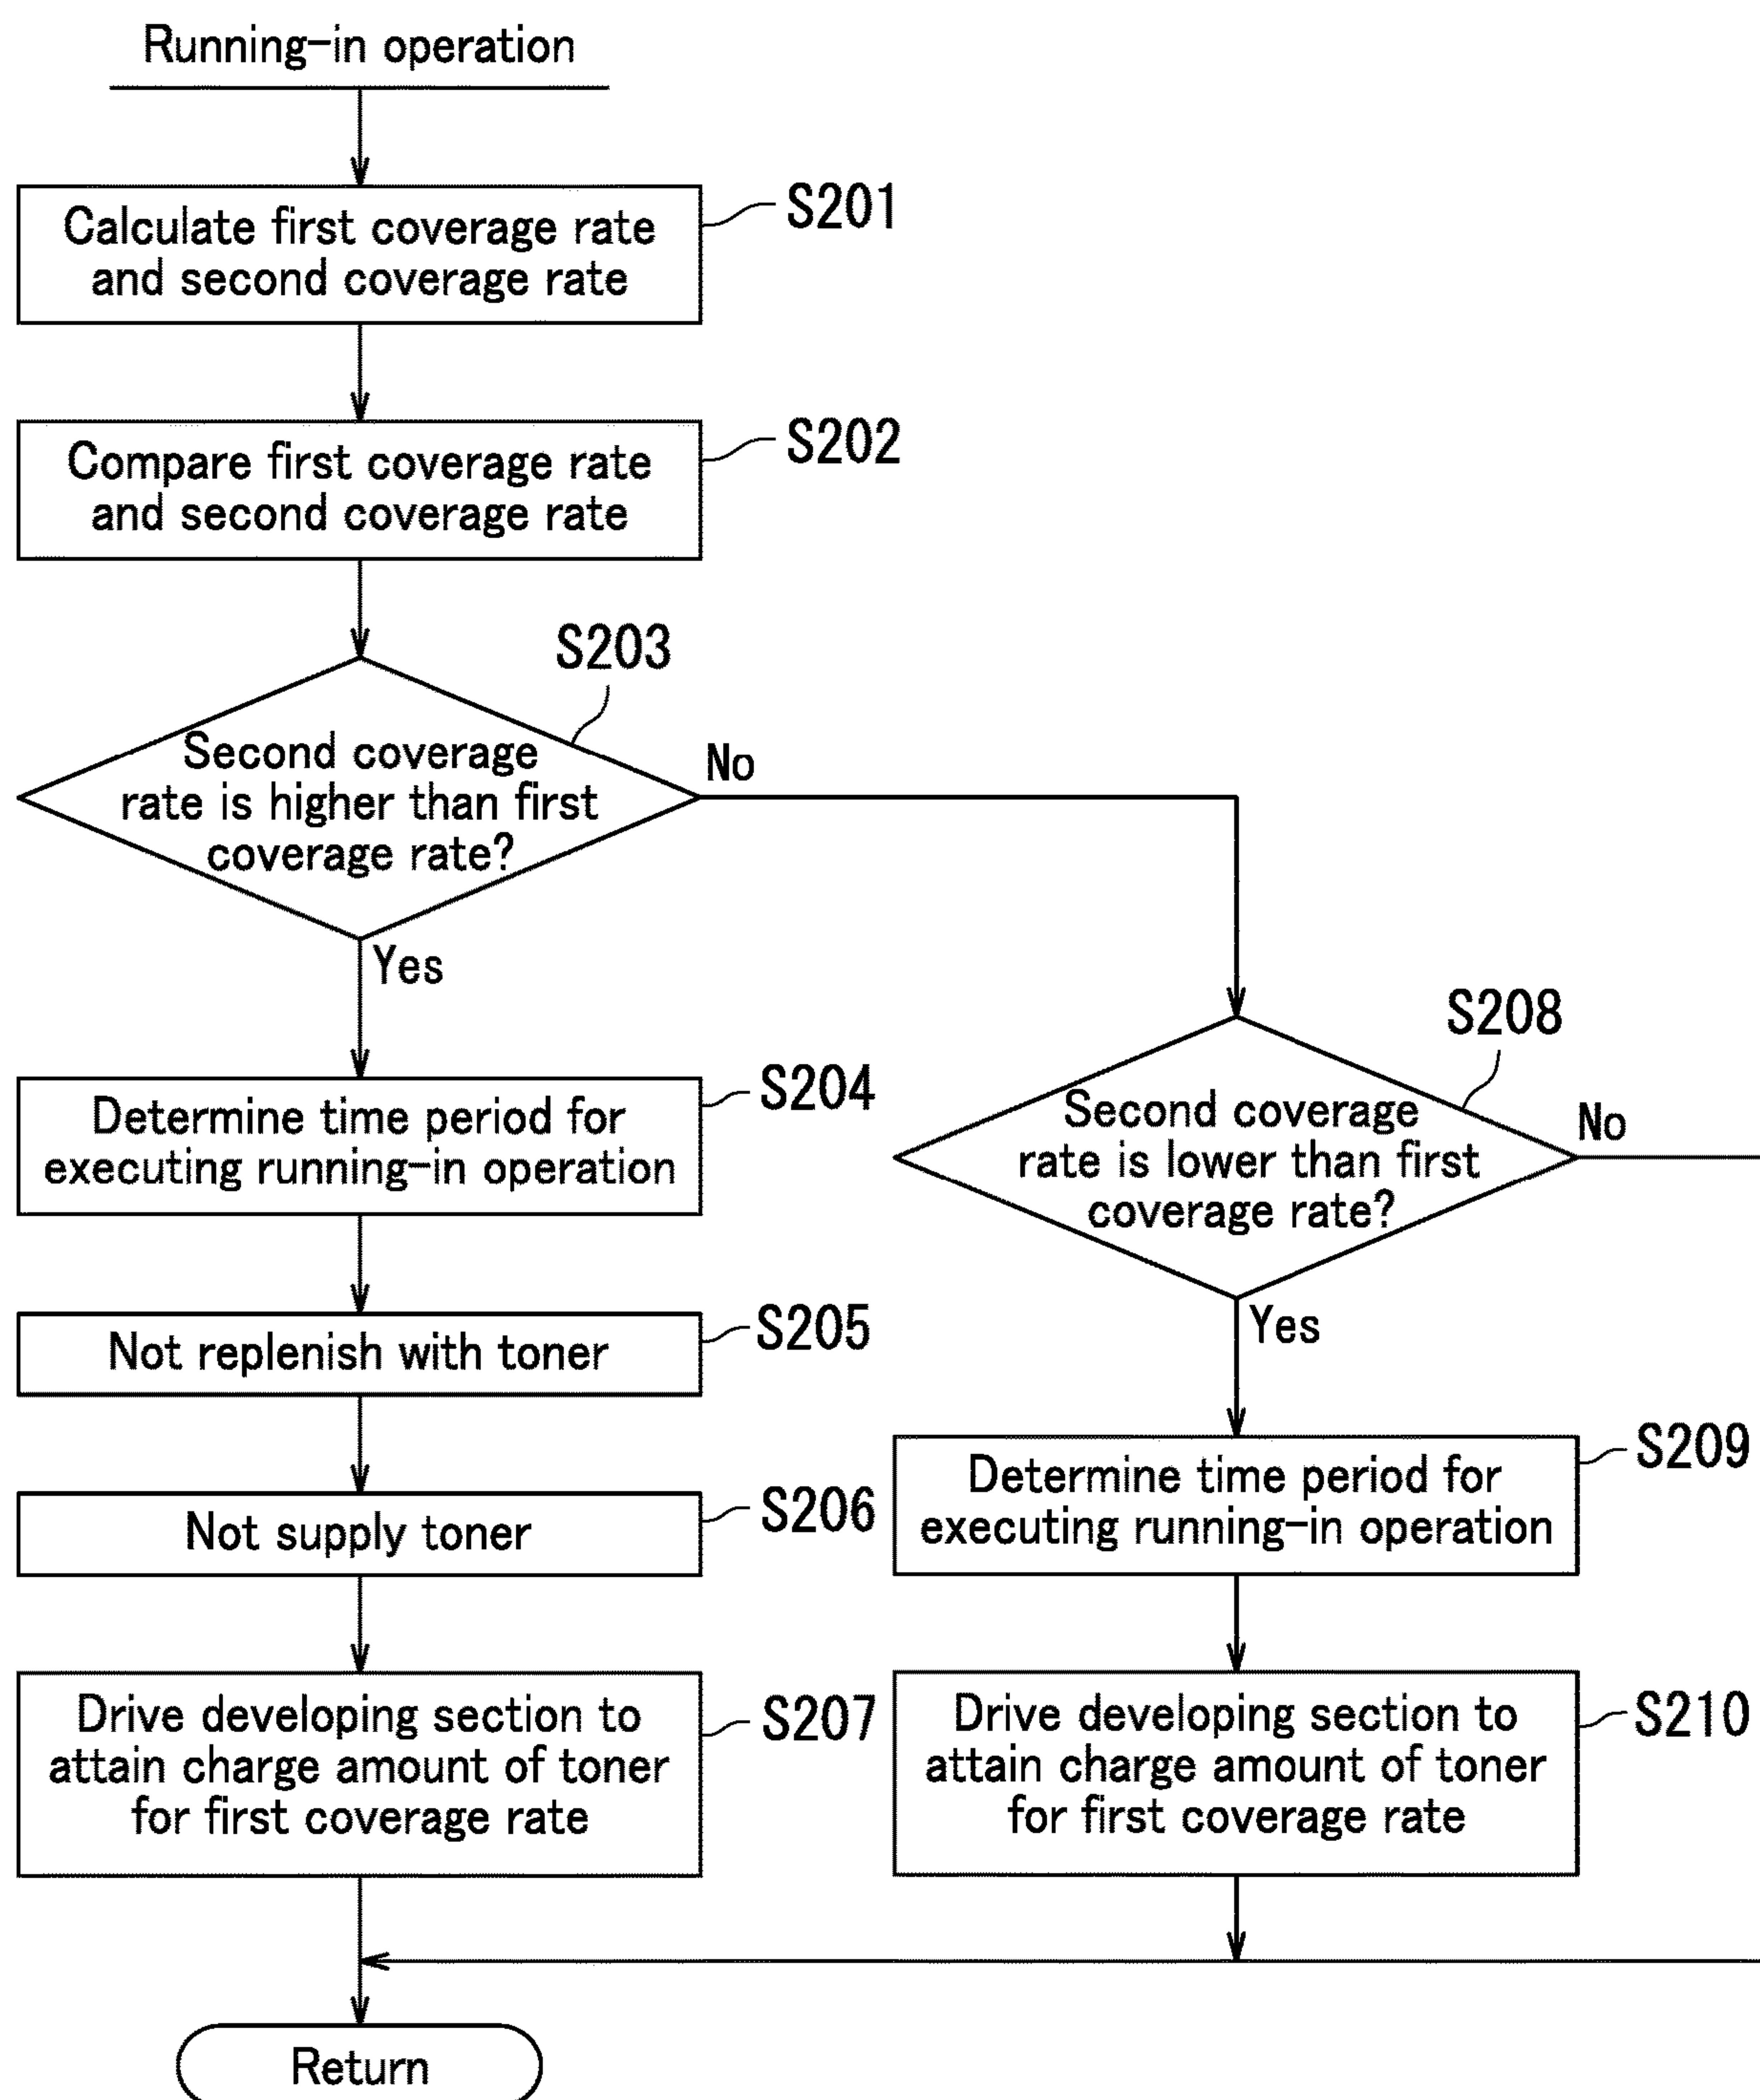 Running-in operation
S201
Calculate first coverage rate
and second coverage rate
S202
Compare first coverage rate
and second coverage rate
S203
Second coverage
rate is higher than first
coverage rate?
No
Yes
S204
Determine time period for
executing running-in operation
S205
Not replenish with toner
S206
Not supply toner
S207
Drive developing section to
attain charge amount of toner
for first coverage rate
S208
Second coverage
rate is lower than first
coverage rate?
No
Yes
S209
Determine time period for
executing running-in operation
S210
Drive developing section to
attain charge amount of toner
for first coverage rate
Return